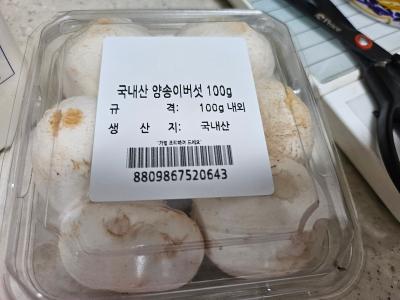 국내산 양송이버섯 100g
규 격: 100g 내외
생 산 지: 국내산
8809867520643